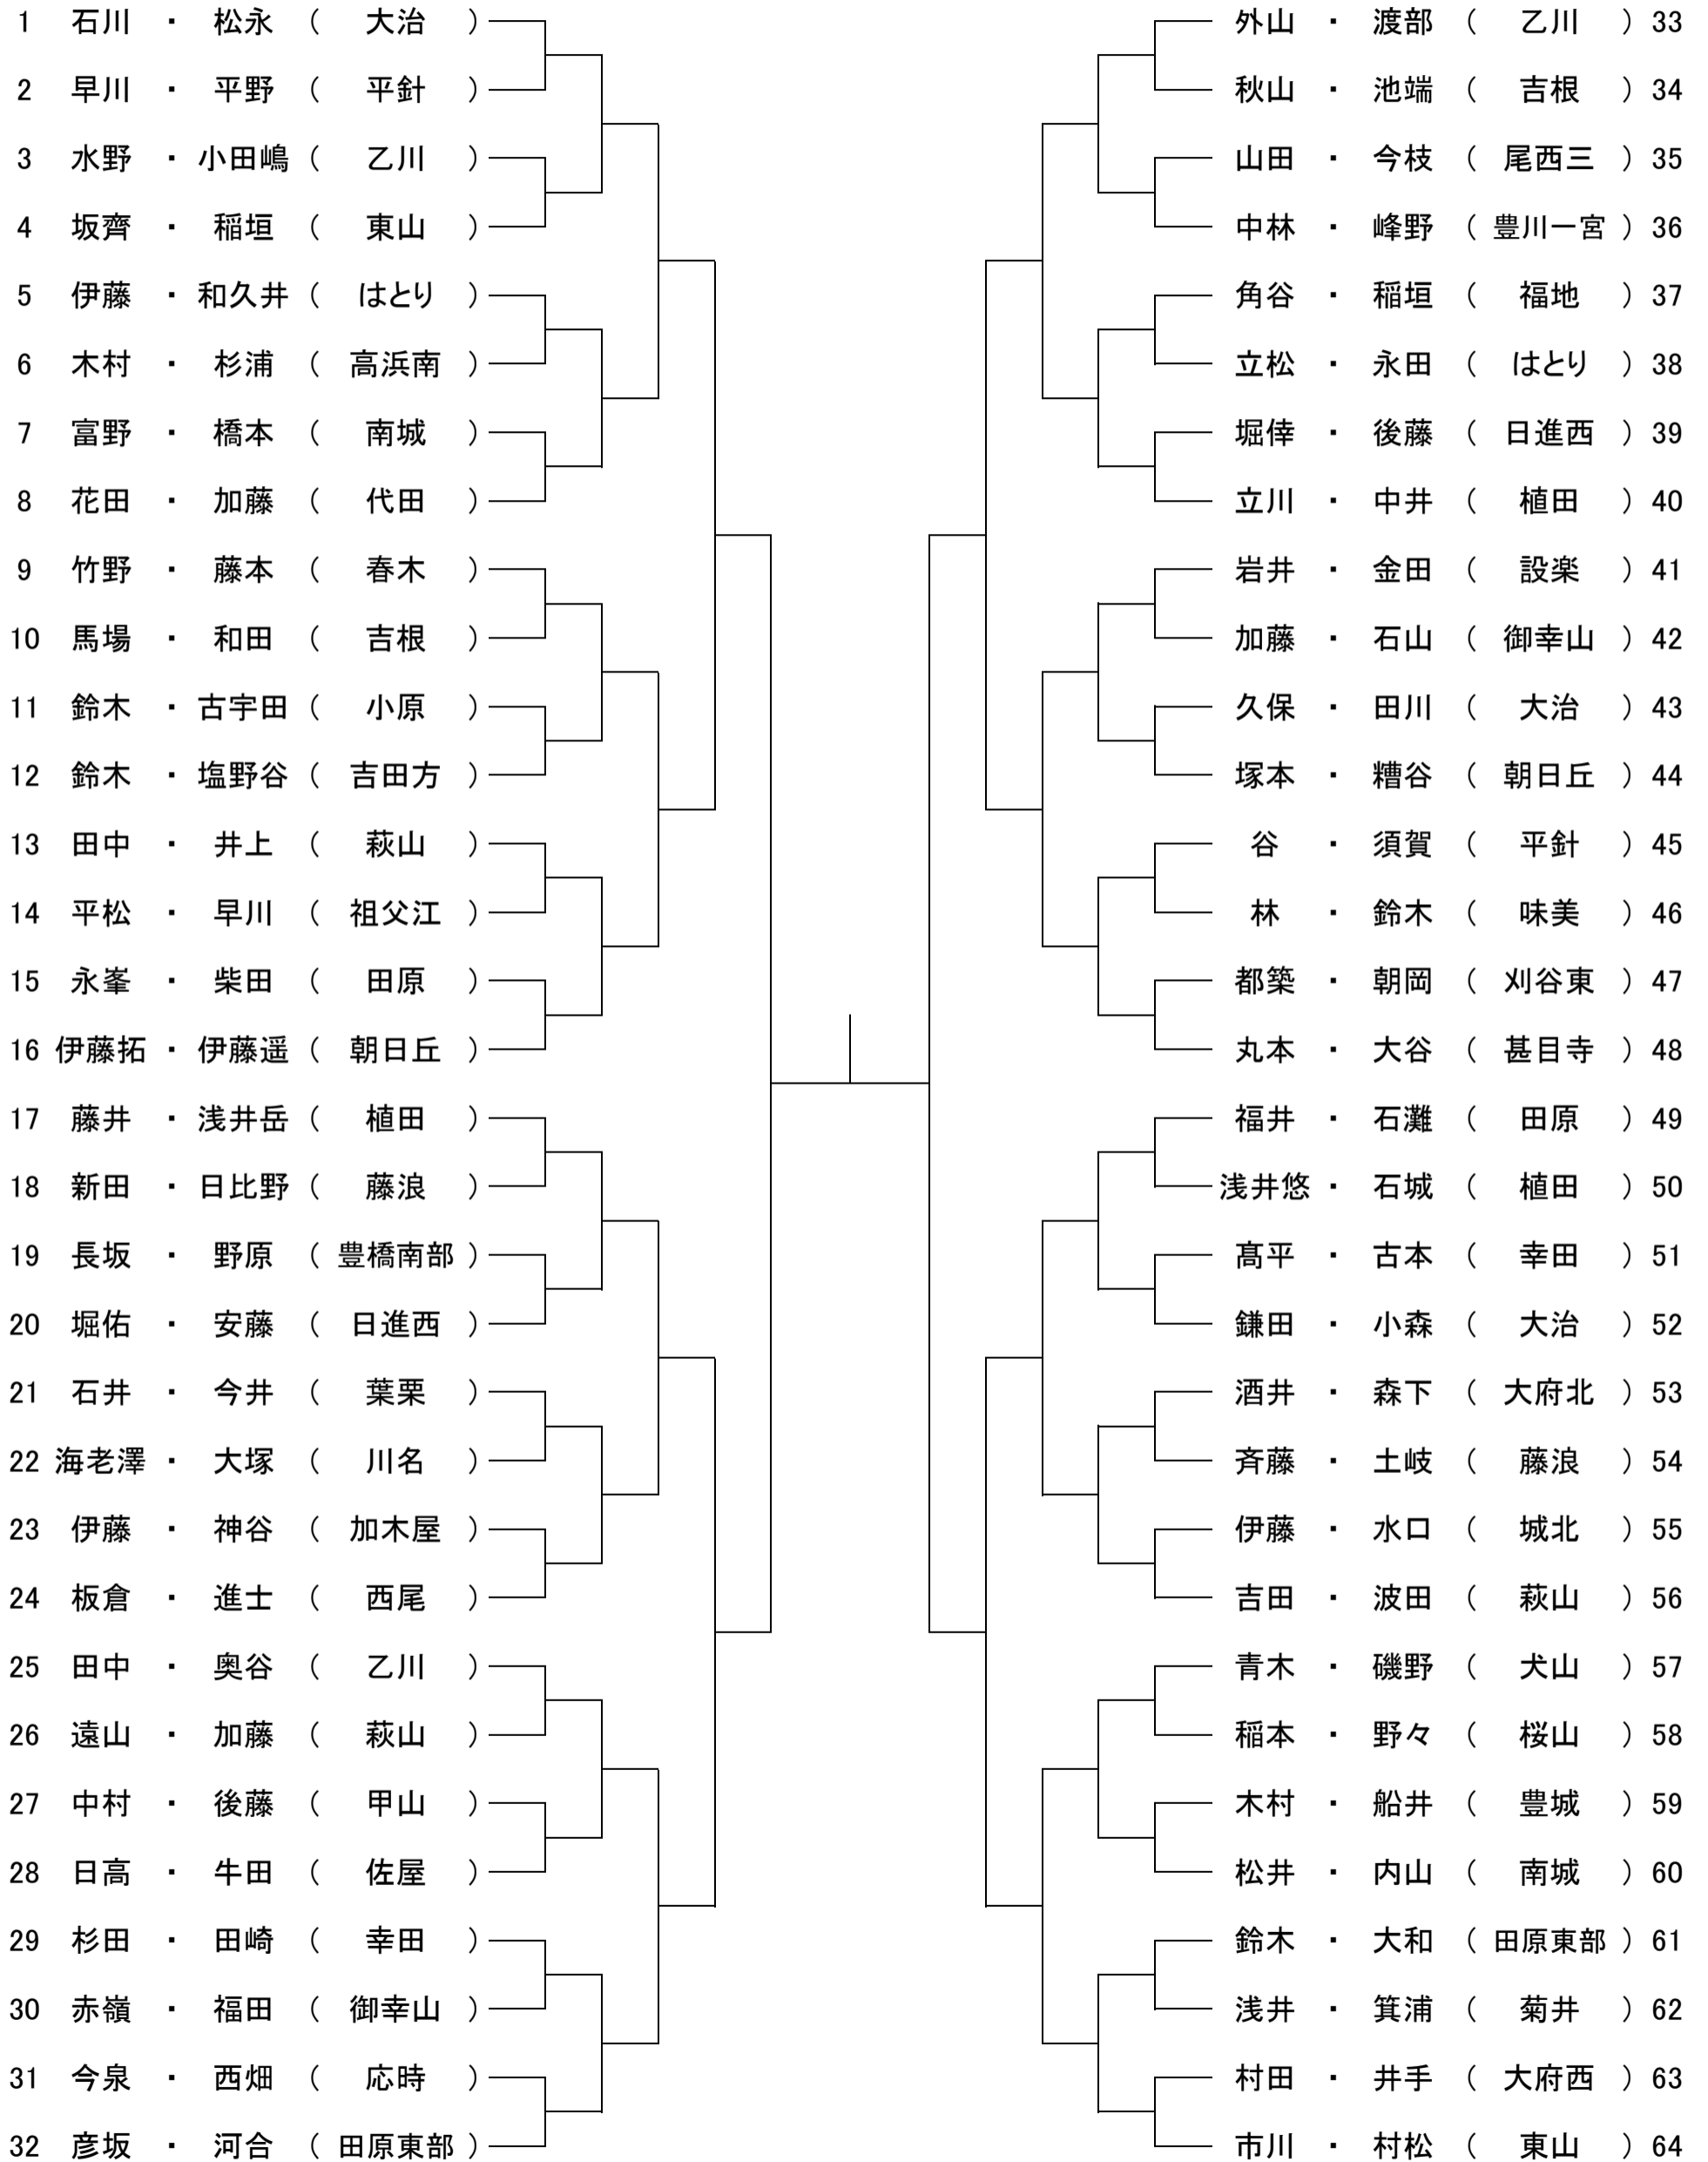 1 石川 ・ 松永 ( 大治 )
2 早川 ・ 平野 ( 平針 )
3 水野 ・ 小田嶋 ( 乙川 )
4 坂齊 ・ 稲垣 ( 東山 )
5 伊藤 ・ 和久井 ( はとり )
6 木村 ・ 杉浦 ( 高浜南 )
7 富野 ・ 橋本 ( 南城 )
8 花田 ・ 加藤 ( 代田 )
9 竹野 ・ 藤本 ( 春木 )
10 馬場 ・ 和田 ( 吉根 )
11 鈴木 ・ 古宇田 ( 小原 )
12 鈴木 ・ 塩野谷 ( 吉田方 )
13 田中 ・ 井上 ( 萩山 )
14 平松 ・ 早川 ( 祖父江 )
15 永峯 ・ 柴田 ( 田原 )
16 伊藤拓 ・ 伊藤遥 ( 朝日丘 )
17 藤井 ・ 浅井岳 ( 植田 )
18 新田 ・ 日比野 ( 藤浪 )
19 長坂 ・ 野原 ( 豊橋南部 )
20 堀佑 ・ 安藤 ( 日進西 )
21 石井 ・ 今井 ( 葉栗 )
22 海老澤 ・ 大塚 ( 川名 )
23 伊藤 ・ 神谷 ( 加木屋 )
24 板倉 ・ 進士 ( 西尾 )
25 田中 ・ 奥谷 ( 乙川 )
26 遠山 ・ 加藤 ( 萩山 )
27 中村 ・ 後藤 ( 甲山 )
28 日高 ・ 牛田 ( 佐屋 )
29 杉田 ・ 田崎 ( 幸田 )
30 赤嶺 ・ 福田 ( 御幸山 )
31 今泉 ・ 西畑 ( 応時 )
32 彦坂 ・ 河合 ( 田原東部 )
外山 ・ 渡部 ( 乙川 ) 33
秋山 ・ 池端 ( 吉根 ) 34
山田 ・ 今枝 ( 尾西三 ) 35
中林 ・ 峰野 ( 豊川一宮 ) 36
角谷 ・ 稲垣 ( 福地 ) 37
立松 ・ 永田 ( はとり ) 38
堀倖 ・ 後藤 ( 日進西 ) 39
立川 ・ 中井 ( 植田 ) 40
岩井 ・ 金田 ( 設楽 ) 41
加藤 ・ 石山 ( 御幸山 ) 42
久保 ・ 田川 ( 大治 ) 43
塚本 ・ 糟谷 ( 朝日丘 ) 44
谷 ・ 須賀 ( 平針 ) 45
林 ・ 鈴木 ( 味美 ) 46
都築 ・ 朝岡 ( 刈谷東 ) 47
丸本 ・ 大谷 ( 甚目寺 ) 48
福井 ・ 石灘 ( 田原 ) 49
浅井悠 ・ 石城 ( 植田 ) 50
髙平 ・ 古本 ( 幸田 ) 51
鎌田 ・ 小森 ( 大治 ) 52
酒井 ・ 森下 ( 大府北 ) 53
斉藤 ・ 土岐 ( 藤浪 ) 54
伊藤 ・ 水口 ( 城北 ) 55
吉田 ・ 波田 ( 萩山 ) 56
青木 ・ 磯野 ( 犬山 ) 57
稲本 ・ 野々 ( 桜山 ) 58
木村 ・ 船井 ( 豊城 ) 59
松井 ・ 内山 ( 南城 ) 60
鈴木 ・ 大和 ( 田原東部 ) 61
浅井 ・ 箕浦 ( 菊井 ) 62
村田 ・ 井手 ( 大府西 ) 63
市川 ・ 村松 ( 東山 ) 64